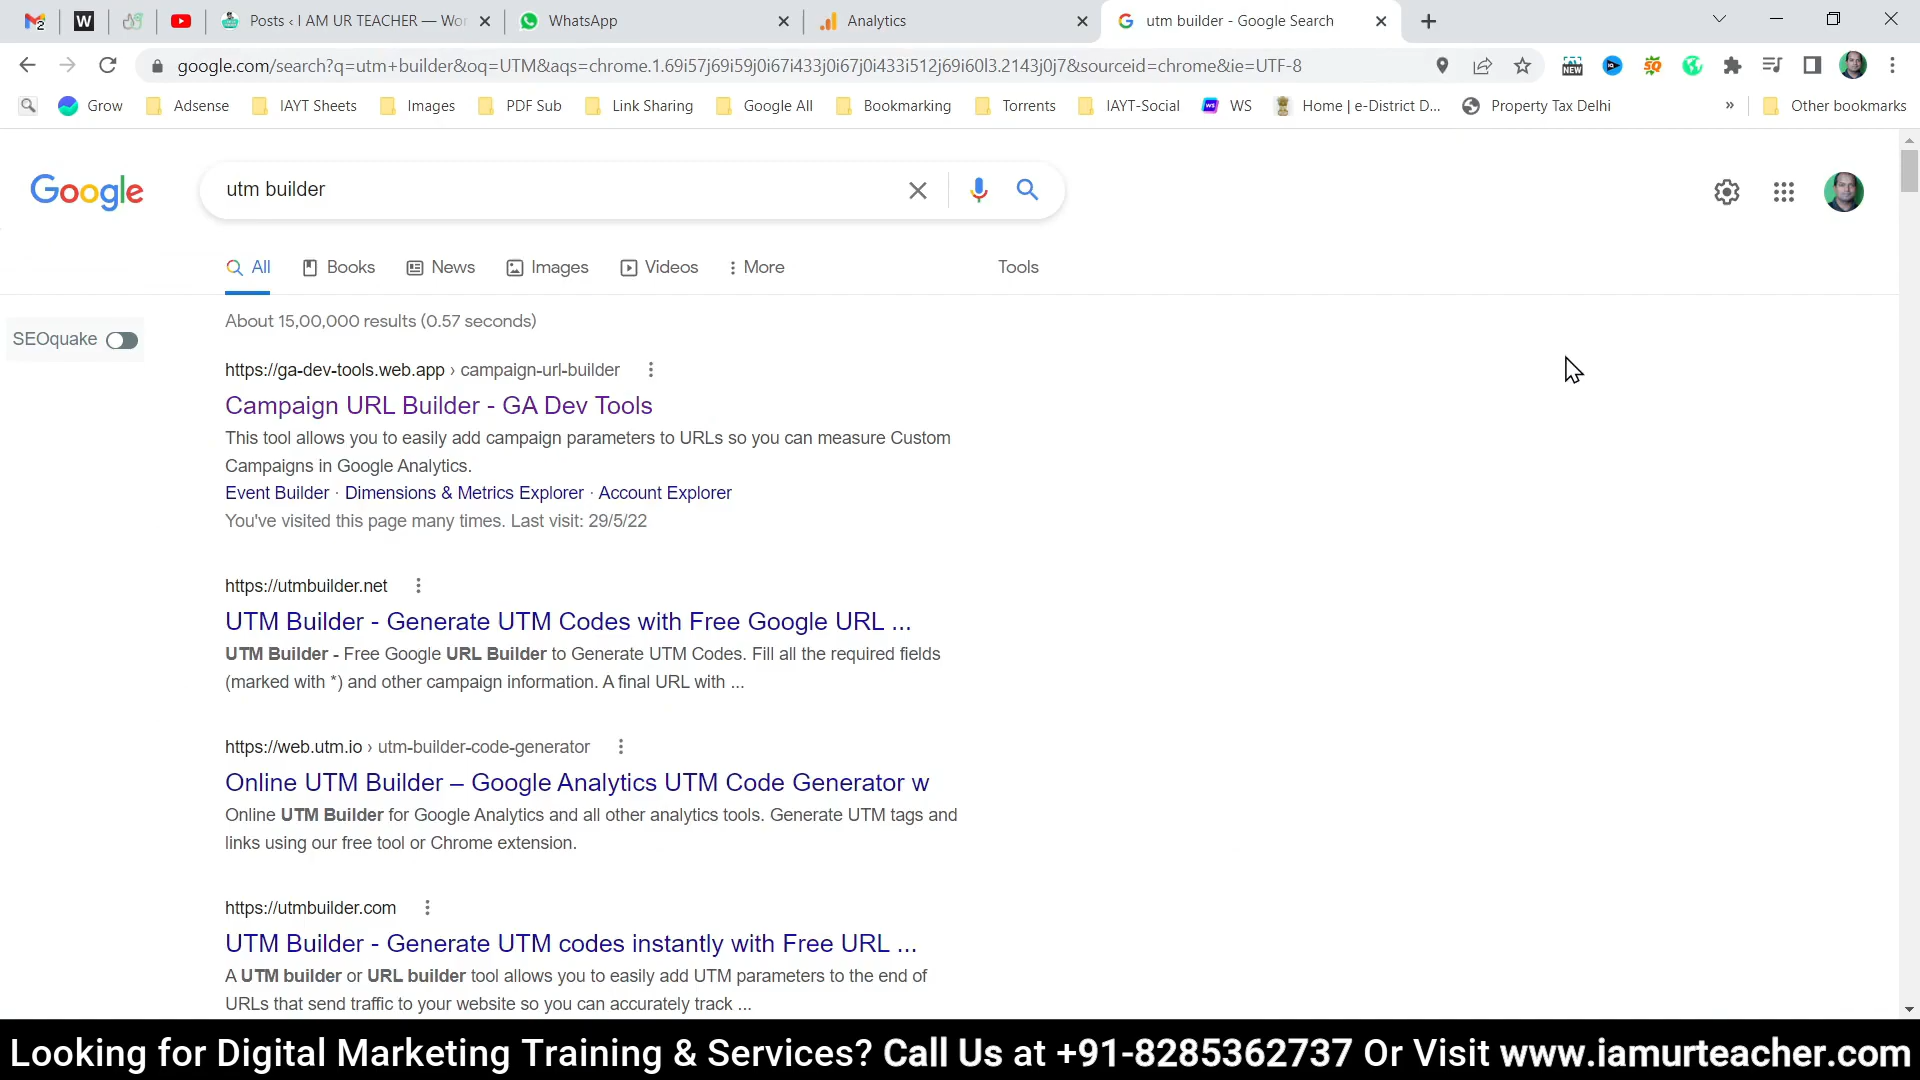 Posts ‹ I AM UR TEACHER — Wor
WhatsApp
Analytics
utm builder - Google Search
google.com/search?q=utm+builder&oq=UTM&aqs=chrome.1.69i57j69i59j0i67i433j0i67j0i433i512j69i60l3.2143j0j7&sourceid=chrome&ie=UTF-8
Grow
Adsense
IAYT Sheets
Images
PDF Sub
Link Sharing
Google All
Bookmarking
Torrents
IAYT-Social
WS
Home | e-District D...
Property Tax Delhi
»
Other bookmarks
Google
utm builder
All
Books
News
Images
Videos
More
Tools
About 15,00,000 results (0.57 seconds)
SEOquake
https://ga-dev-tools.web.app › campaign-url-builder
Campaign URL Builder - GA Dev Tools
This tool allows you to easily add campaign parameters to URLs so you can measure Custom
Campaigns in Google Analytics.
Event Builder · Dimensions & Metrics Explorer · Account Explorer
You've visited this page many times. Last visit: 29/5/22
https://utmbuilder.net
UTM Builder - Generate UTM Codes with Free Google URL ...
UTM Builder - Free Google URL Builder to Generate UTM Codes. Fill all the required fields
(marked with *) and other campaign information. A final URL with ...
https://web.utm.io › utm-builder-code-generator
Online UTM Builder – Google Analytics UTM Code Generator w
Online UTM Builder for Google Analytics and all other analytics tools. Generate UTM tags and
links using our free tool or Chrome extension.
https://utmbuilder.com
UTM Builder - Generate UTM codes instantly with Free URL ...
A UTM builder or URL builder tool allows you to easily add UTM parameters to the end of
URLs that send traffic to your website so you can accurately track ...
Looking for Digital Marketing Training & Services? Call Us at +91-8285362737 Or Visit www.iamurteacher.com